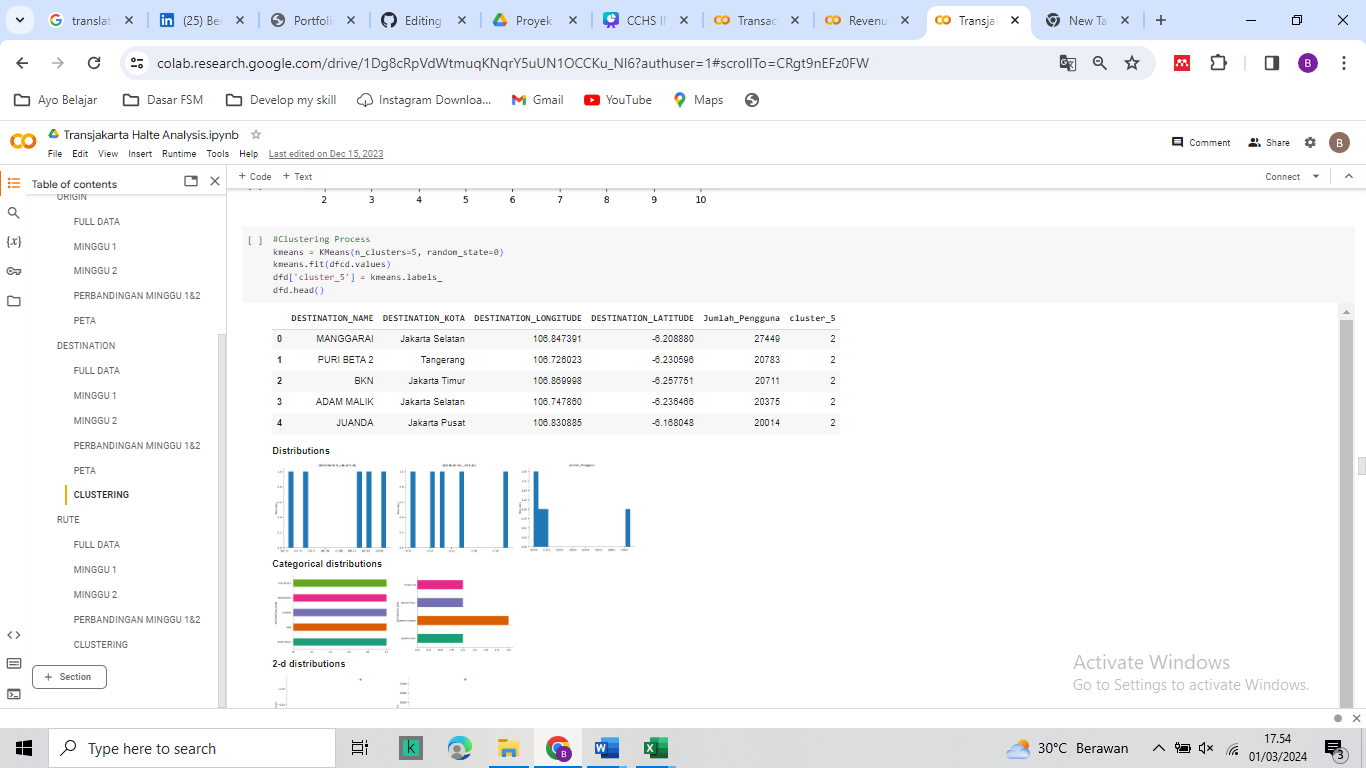 translat
(25) Ber
Portfoli
Editing
Proyek
CCHS II
Transac
Revenu
Transja
New Ta
colab.research.google.com/drive/1Dg8cRpVdWtmuqKNqrY5uUN1OCCKu_NI6?authuser=1#scrollTo=CRgt9nEFz0FW
B
Ayo Belajar
Dasar FSM
Develop my skill
Instagram Downloa...
Gmail
YouTube
Maps
Transjakarta Halte Analysis.ipynb
File Edit View Insert Runtime Tools Help Last edited on Dec 15, 2023
Comment
Share
B
Table of contents
+ Code + Text
Connect
ORIGIN
FULL DATA
MINGGU 1
MINGGU 2
PERBANDINGAN MINGGU 1&2
PETA
DESTINATION
FULL DATA
MINGGU 1
MINGGU 2
PERBANDINGAN MINGGU 1&2
PETA
CLUSTERING
RUTE
FULL DATA
MINGGU 1
MINGGU 2
PERBANDINGAN MINGGU 1&2
CLUSTERING
+ Section
2 3 4 5 6 7 8 9 10
[ ] #Clustering Process
kmeans = KMeans(n_clusters=5, random_state=0)
kmeans.fit(dfcd.values)
dfd['cluster_5'] = kmeans.labels_
dfd.head()
DESTINATION_NAME DESTINATION_KOTA DESTINATION_LONGITUDE DESTINATION_LATITUDE Jumlah_Pengguna cluster_5
0 MANGGARAI Jakarta Selatan 106.847391 -6.208880 27449 2
1 PURI BETA 2 Tangerang 106.726023 -6.230596 20783 2
2 BKN Jakarta Timur 106.869998 -6.257751 20711 2
3 ADAM MALIK Jakarta Selatan 106.747860 -6.236466 20375 2
4 JUANDA Jakarta Pusat 106.830885 -6.168048 20014 2
Distributions
Categorical distributions
2-d distributions
Activate Windows
Go to Settings to activate Windows.
Type here to search
30°C Berawan
17.54
01/03/2024
3